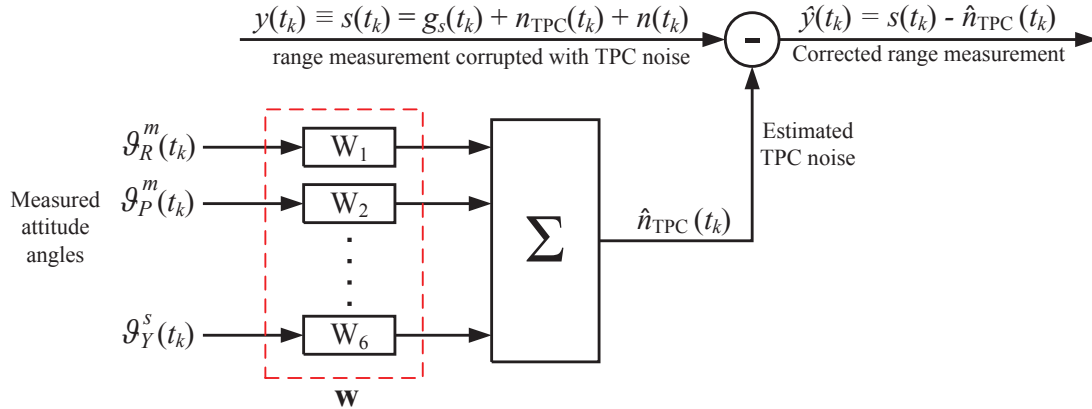 y(t_k) ≡ s(t_k) = g_s(t_k) + n_TPC(t_k) + n(t_k)
range measurement corrupted with TPC noise
-
ŷ(t_k) = s(t_k) - n̂_TPC (t_k)
Corrected range measurement
Estimated
TPC noise
Measured
attitude
angles
ϑ_R^m(t_k)
W_1
ϑ_P^m(t_k)
W_2
ϑ_Y^s(t_k)
W_6
Σ
n̂_TPC (t_k)
w